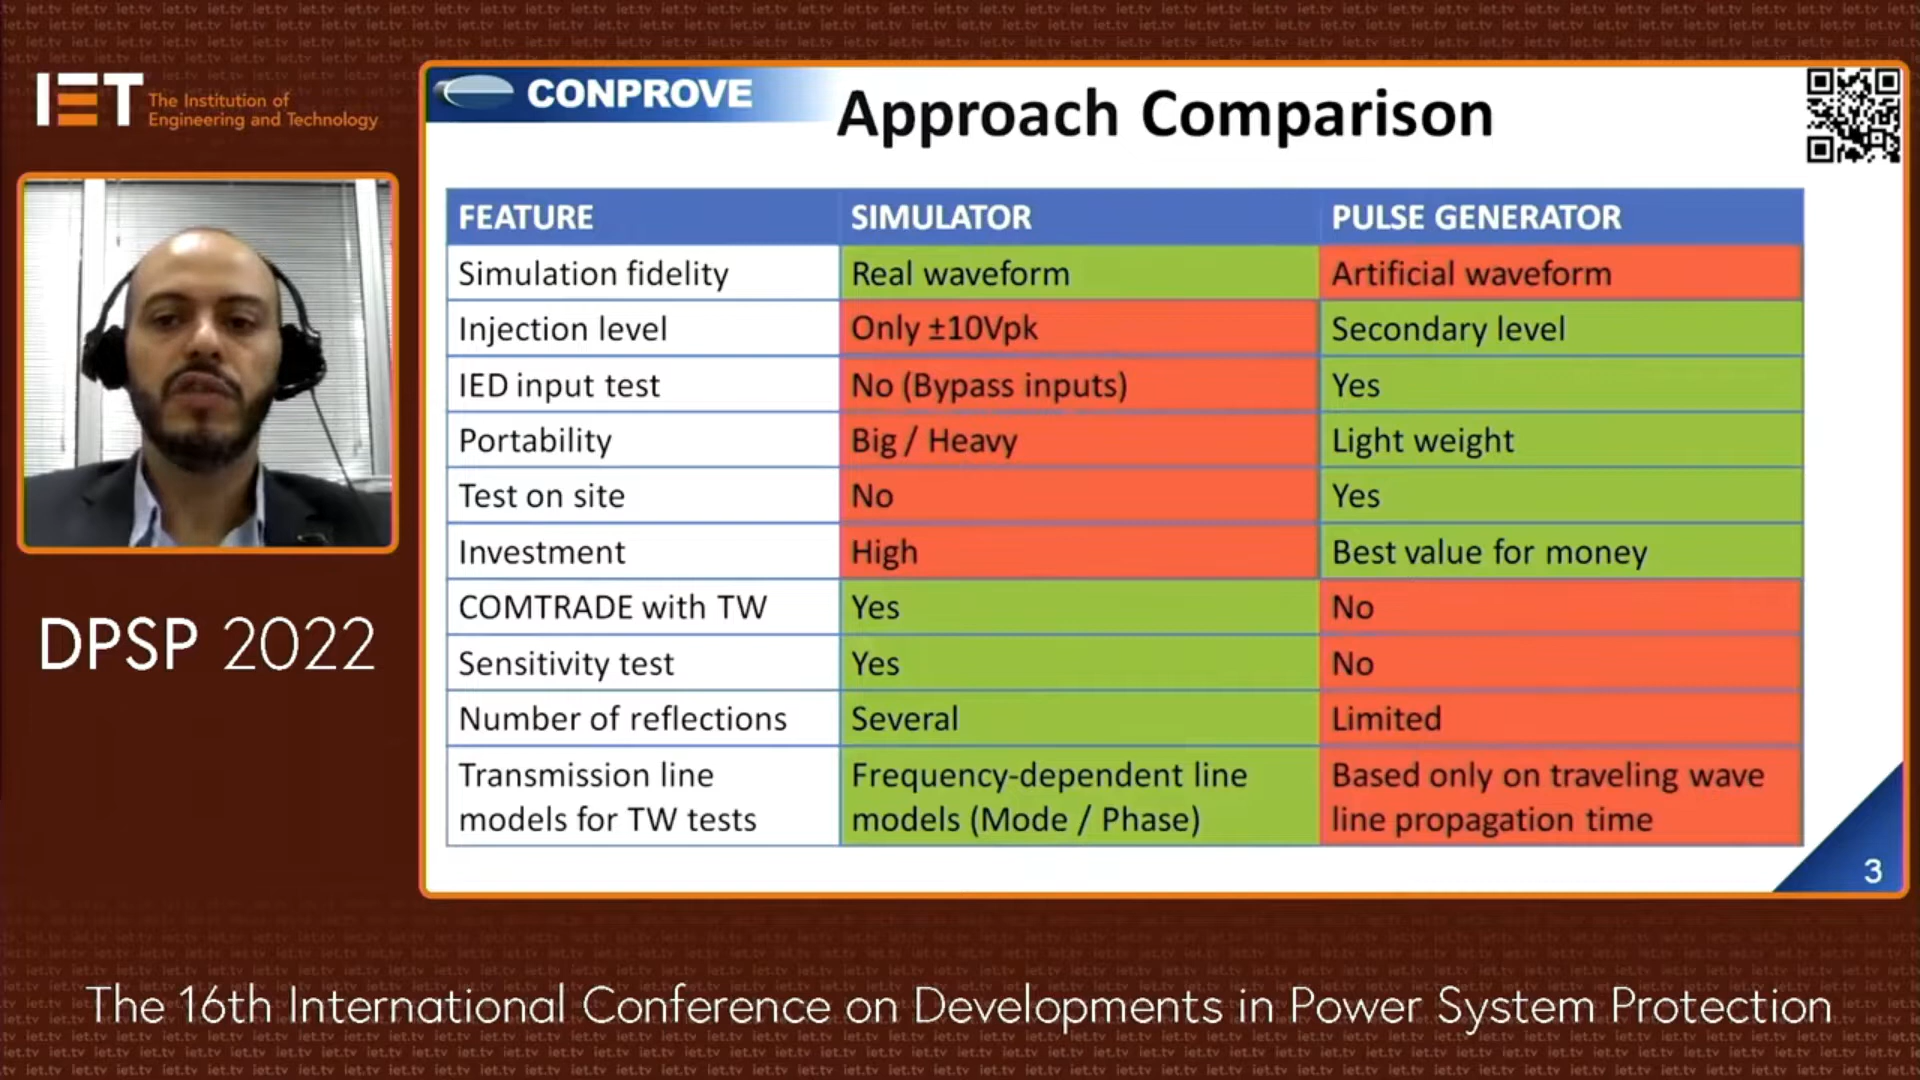 IET
The Institution of
Engineering and Technology
CONPROVE
Approach Comparison
FEATURE SIMULATOR PULSE GENERATOR
Simulation fidelity Real waveform Artificial waveform
Injection level Only ±10Vpk Secondary level
IED input test No (Bypass inputs) Yes
Portability Big / Heavy Light weight
Test on site No Yes
Investment High Best value for money
COMTRADE with TW Yes No
Sensitivity test Yes No
Number of reflections Several Limited
Transmission line Frequency-dependent line Based only on traveling wave
models for TW tests models (Mode / Phase) line propagation time
3
DPSP 2022
The 16th International Conference on Developments in Power System Protection